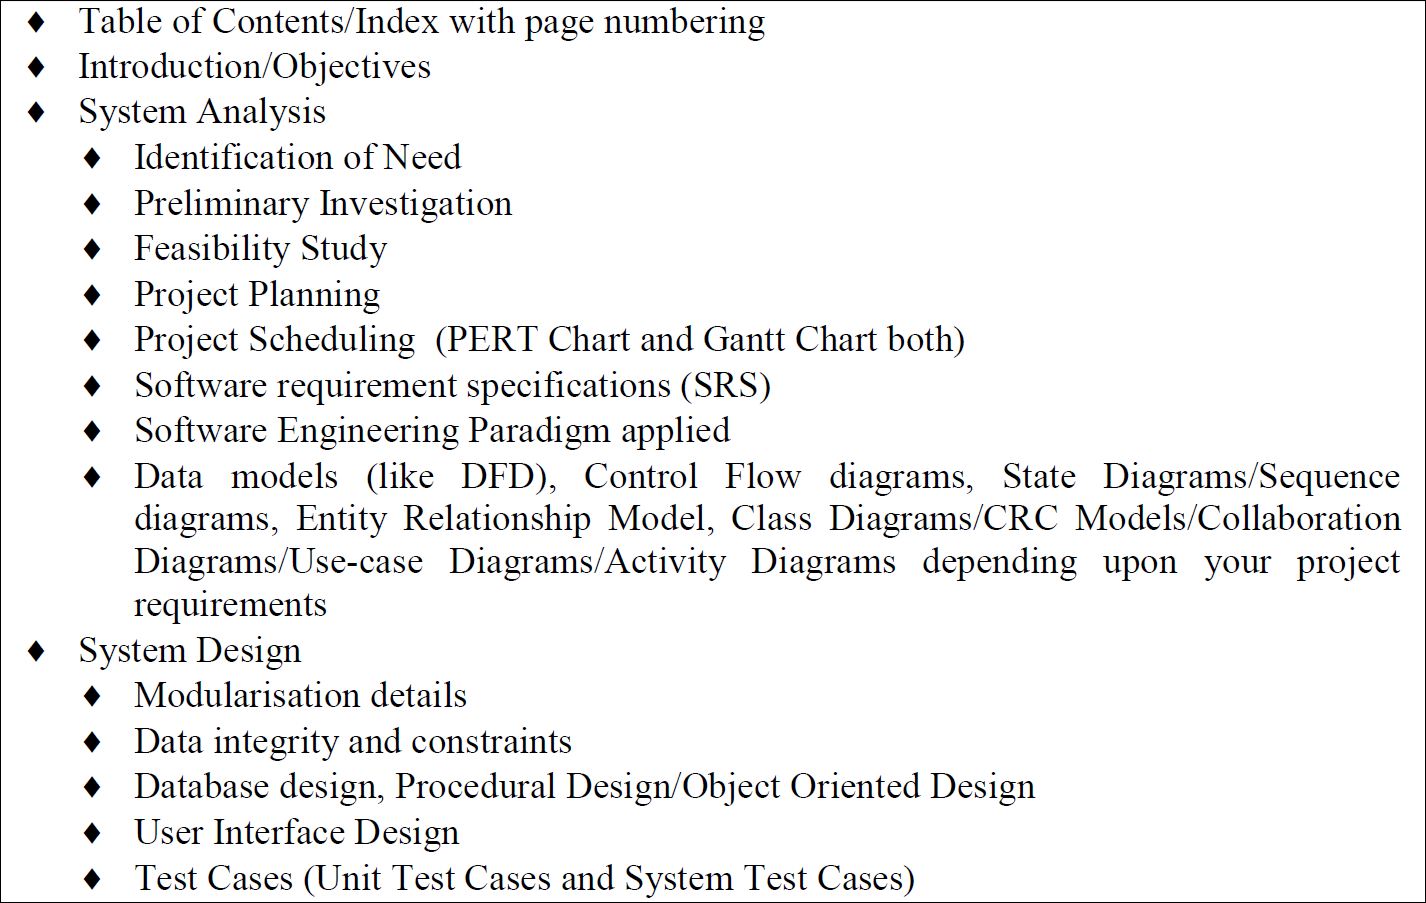 ♦ Table of Contents/Index with page numbering
♦ Introduction/Objectives
♦ System Analysis
♦ Identification of Need
♦ Preliminary Investigation
♦ Feasibility Study
♦ Project Planning
♦ Project Scheduling  (PERT Chart and Gantt Chart both)
♦ Software requirement specifications (SRS)
♦ Software Engineering Paradigm applied
♦ Data models (like DFD), Control Flow diagrams, State Diagrams/Sequence
diagrams, Entity Relationship Model, Class Diagrams/CRC Models/Collaboration
Diagrams/Use-case Diagrams/Activity Diagrams depending upon your project
requirements
♦ System Design
♦ Modularisation details
♦ Data integrity and constraints
♦ Database design, Procedural Design/Object Oriented Design
♦ User Interface Design
♦ Test Cases (Unit Test Cases and System Test Cases)